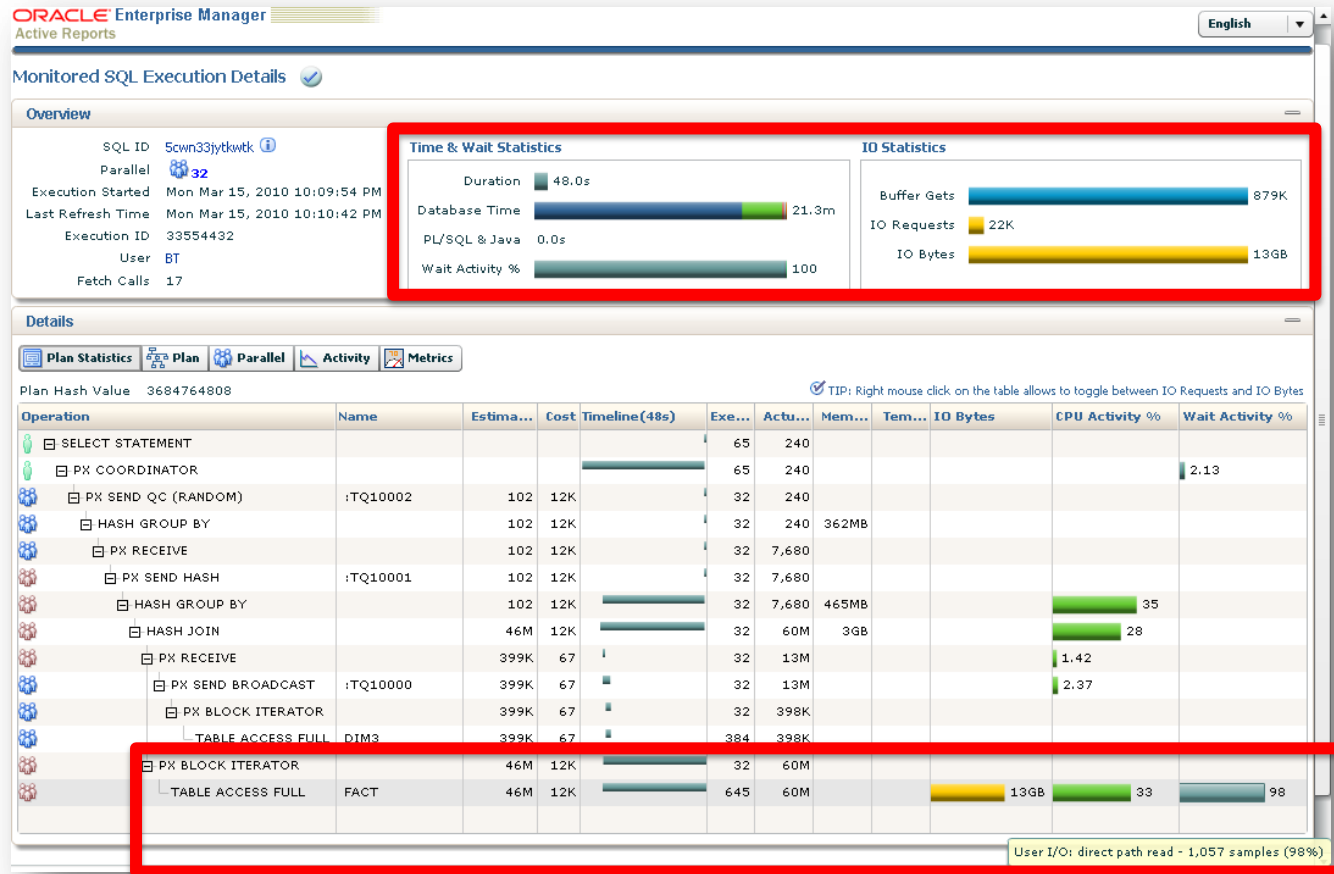 ORACLE Enterprise Manager
Active Reports
English
Monitored SQL Execution Details
Overview
SQL ID 5cwn33jytkwtk
Parallel 32
Execution Started Mon Mar 15, 2010 10:09:54 PM
Last Refresh Time Mon Mar 15, 2010 10:10:42 PM
Execution ID 33554432
User BT
Fetch Calls 17
Time & Wait Statistics
Duration 48.0s
Database Time 21.3m
PL/SQL & Java 0.0s
Wait Activity % 100
IO Statistics
Buffer Gets 879K
IO Requests 22K
IO Bytes 13GB
Details
Plan Statistics Plan Parallel Activity Metrics
Plan Hash Value 3684764808
TIP: Right mouse click on the table allows to toggle between IO Requests and IO Bytes
Operation Name Estima... Cost Timeline(48s) Exe... Actu... Mem... Tem... IO Bytes CPU Activity % Wait Activity %
SELECT STATEMENT 65 240
PX COORDINATOR 65 240 2.13
PX SEND QC (RANDOM) :TQ10002 102 12K 32 240
HASH GROUP BY 102 12K 32 240 362MB
PX RECEIVE 102 12K 32 7,680
PX SEND HASH :TQ10001 102 12K 32 7,680
HASH GROUP BY 102 12K 32 7,680 465MB 35
HASH JOIN 46M 12K 32 60M 3GB 28
PX RECEIVE 399K 67 32 13M 1.42
PX SEND BROADCAST :TQ10000 399K 67 32 13M 2.37
PX BLOCK ITERATOR 399K 67 32 398K
TABLE ACCESS FULL DIM3 399K 67 384 398K
PX BLOCK ITERATOR 46M 12K 32 60M
TABLE ACCESS FULL FACT 46M 12K 645 60M 13GB 33 98
User I/O: direct path read - 1,057 samples (98%)